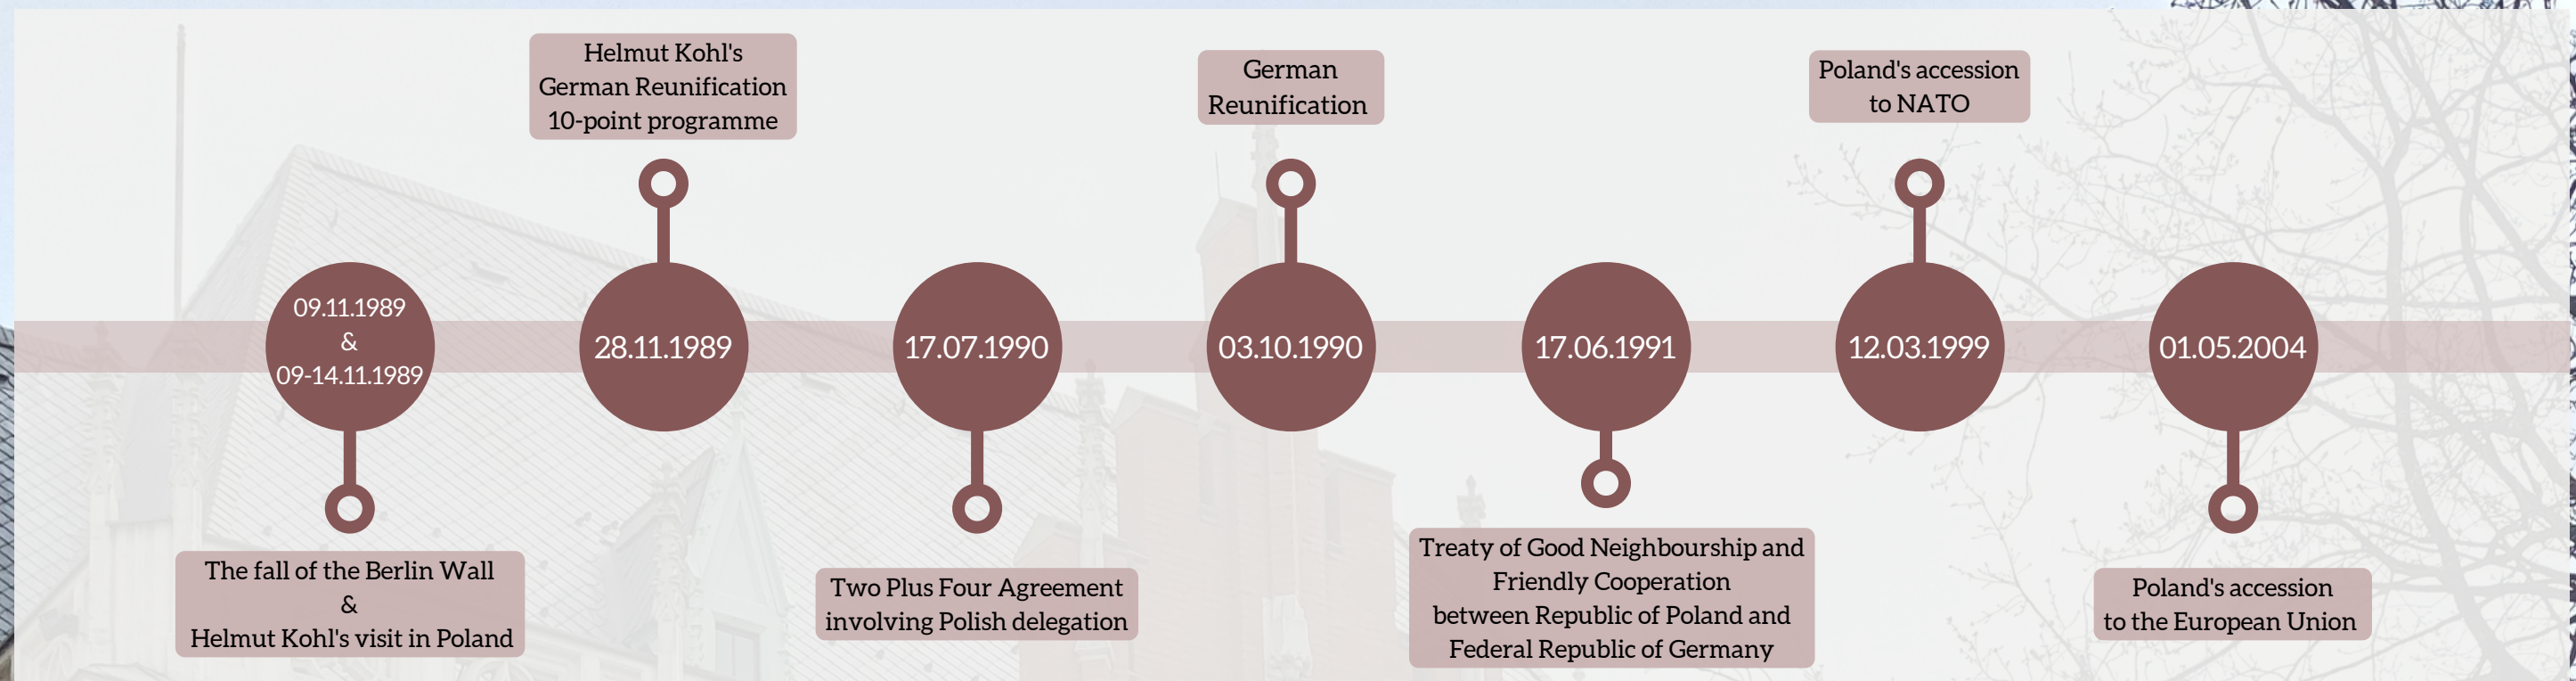 09.11.1989
&
09-14.11.1989
The fall of the Berlin Wall
&
Helmut Kohl's visit in Poland
Helmut Kohl's
German Reunification
10-point programme
28.11.1989
17.07.1990
Two Plus Four Agreement
involving Polish delegation
German
Reunification
03.10.1990
17.06.1991
Treaty of Good Neighbourship and
Friendly Cooperation
between Republic of Poland and
Federal Republic of Germany
Poland's accession
to NATO
12.03.1999
01.05.2004
Poland's accession
to the European Union